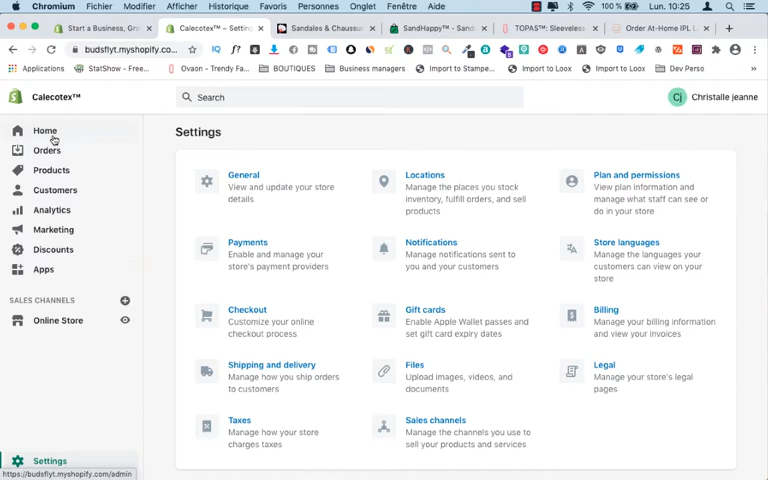 Chromium Fichier Modifier Affichage Historique Favoris Personnes Onglet Fenêtre Aide 100 % Lun. 10:25
Start a Business, Gro Calecotex™ ~ Settin Sandales & Chaussur SandHappy™ - Sand TOPAS™: Sleeveless Order At-Home IPL L
budsflyt.myshopify.co...
Applications StatShow - Free... Ovaon - Trendy Fa... BOUTIQUES Business managers Import to Stampe... Import to Loox Import to Loox Dev Perso »
Calecotex™ Search Cj Christalle jeanne
Home
Orders
Products
Customers
Analytics
Marketing
Discounts
Apps
SALES CHANNELS
Online Store
Settings
https://budsflyt.myshopify.com/admin
Settings
General
View and update your store
details
Locations
Manage the places you stock
inventory, fulfill orders, and sell
products
Plan and permissions
View plan information and
manage what staff can see or
do in your store
Payments
Enable and manage your
store's payment providers
Notifications
Manage notifications sent to
you and your customers
Store languages
Manage the languages your
customers can view on your
store
Checkout
Customize your online
checkout process
Gift cards
Enable Apple Wallet passes and
set gift card expiry dates
Billing
Manage your billing information
and view your invoices
Shipping and delivery
Manage how you ship orders
to customers
Files
Upload images, videos, and
documents
Legal
Manage your store's legal
pages
Taxes
Manage how your store
charges taxes
Sales channels
Manage the channels you use to
sell your products and services